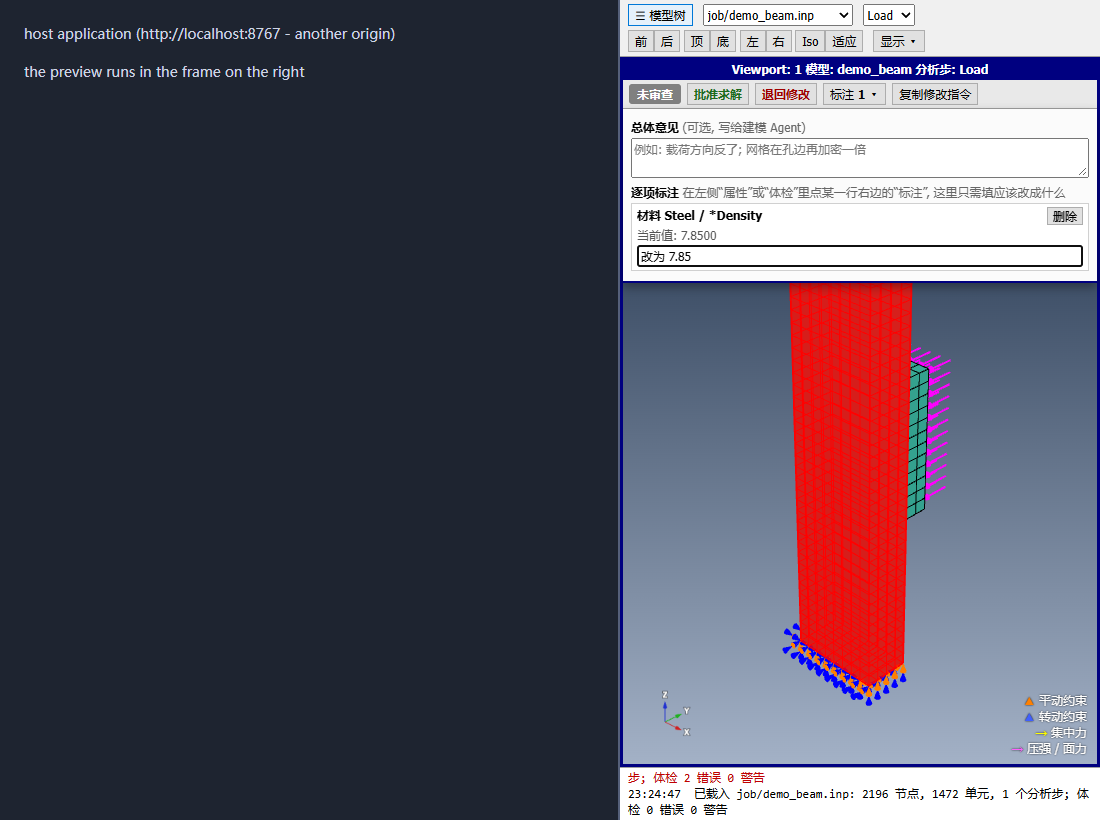 host application (http://localhost:8767 - another origin)
the preview runs in the frame on the right
☰ 模型树 job/demo_beam.inp Load
前 后 顶 底 左 右 Iso 适应 显示
Viewport: 1 模型: demo_beam 分析步: Load
未审查 批准求解 退回修改 标注 1 复制修改指令
总体意见 (可选, 写给建模 Agent)
例如: 载荷方向反了; 网格在孔边再加密一倍
逐项标注 在左侧“属性”或“体检”里点某一行右边的“标注”, 这里只需填应该改成什么
材料 Steel / *Density 删除
当前值: 7.8500
改为 7.85
Z
Y
X
平动约束
转动约束
集中力
压强 / 面力
步; 体检 2 错误 0 警告
23:24:47 已载入 job/demo_beam.inp: 2196 节点, 1472 单元, 1 个分析步; 体
检 0 错误 0 警告